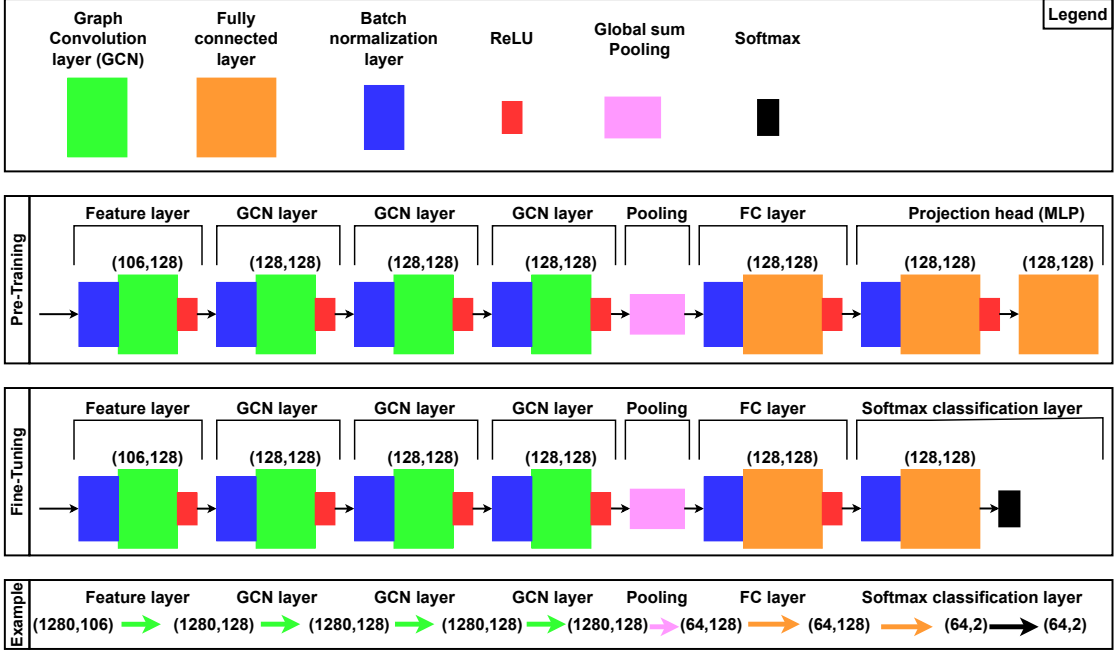 Legend
Graph
Convolution
layer (GCN)
Fully
connected
layer
Batch
normalization
layer
ReLU
Global sum
Pooling
Softmax
Pre-Training
Feature layer
GCN layer
GCN layer
GCN layer
Pooling
FC layer
Projection head (MLP)
(106,128)
(128,128)
(128,128)
(128,128)
(128,128)
(128,128)
(128,128)
Fine-Tuning
Feature layer
GCN layer
GCN layer
GCN layer
Pooling
FC layer
Softmax classification layer
(106,128)
(128,128)
(128,128)
(128,128)
(128,128)
(128,128)
Example
Feature layer
GCN layer
GCN layer
GCN layer
Pooling
FC layer
Softmax classification layer
(1280,106)
(1280,128)
(1280,128)
(1280,128)
(1280,128)
(64,128)
(64,128)
(64,2)
(64,2)